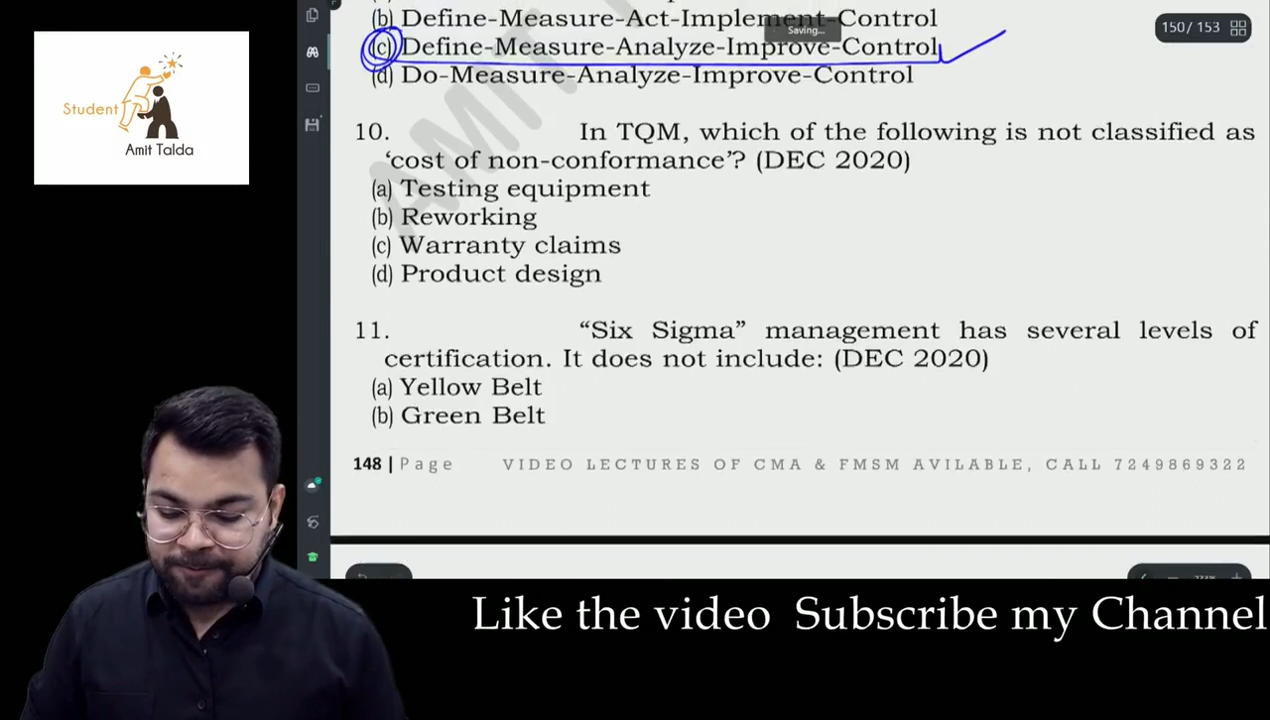 (b) Define-Measure-Act-Implement-Control
Saving...
150/ 153
(c) Define-Measure-Analyze-Improve-Control
(d) Do-Measure-Analyze-Improve-Control
Student
Amit Talda
AMIT
10. In TQM, which of the following is not classified as
‘cost of non-conformance’? (DEC 2020)
(a) Testing equipment
(b) Reworking
(c) Warranty claims
(d) Product design
11. “Six Sigma” management has several levels of
certification. It does not include: (DEC 2020)
(a) Yellow Belt
(b) Green Belt
148 | Page VIDEO LECTURES OF CMA & FMSM AVILABLE, CALL 7249869322
Like the video Subscribe my Channel